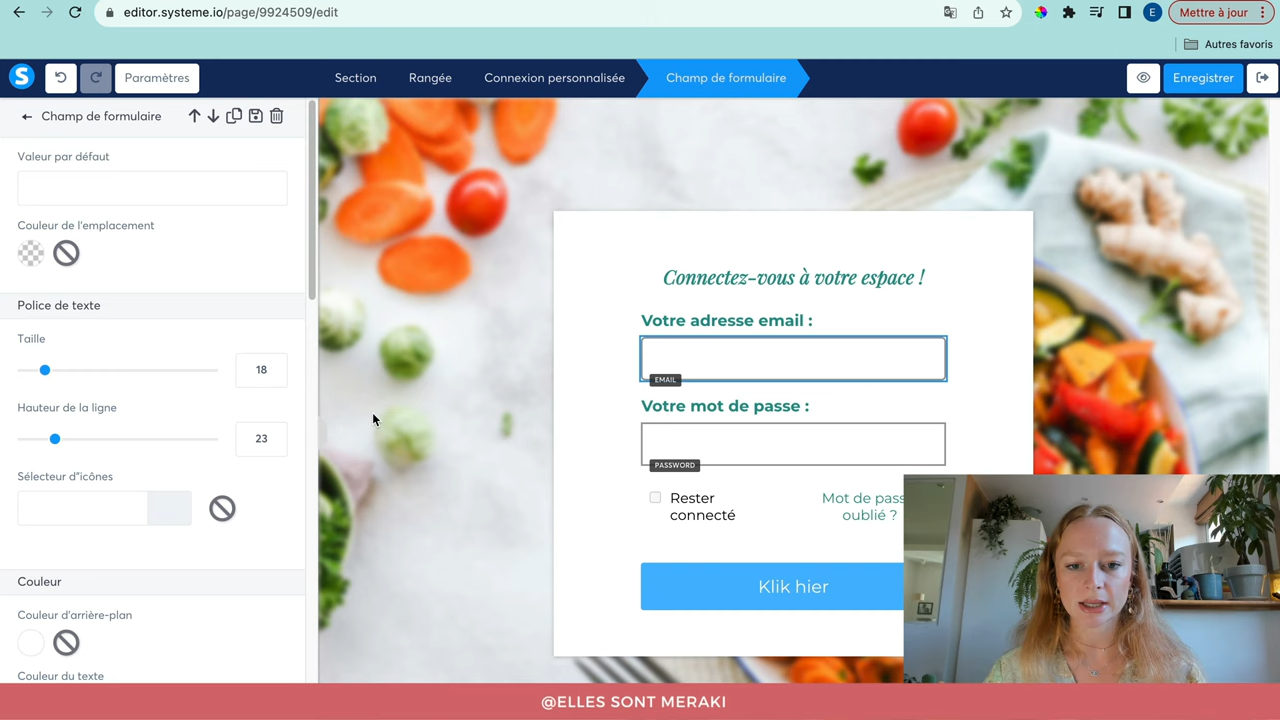 editor.systeme.io/page/9924509/edit
E
Mettre à jour
Autres favoris
S
Paramètres
Section
Rangée
Connexion personnalisée
Champ de formulaire
Enregistrer
Champ de formulaire
Valeur par défaut
Couleur de l'emplacement
Police de texte
Taille
18
Hauteur de la ligne
23
Sélecteur d"icônes
Couleur
Couleur d'arrière-plan
Couleur du texte
Connectez-vous à votre espace !
Votre adresse email :
EMAIL
Votre mot de passe :
PASSWORD
Rester
connecté
Mot de pass
oublié ?
Klik hier
@ELLES SONT MERAKI